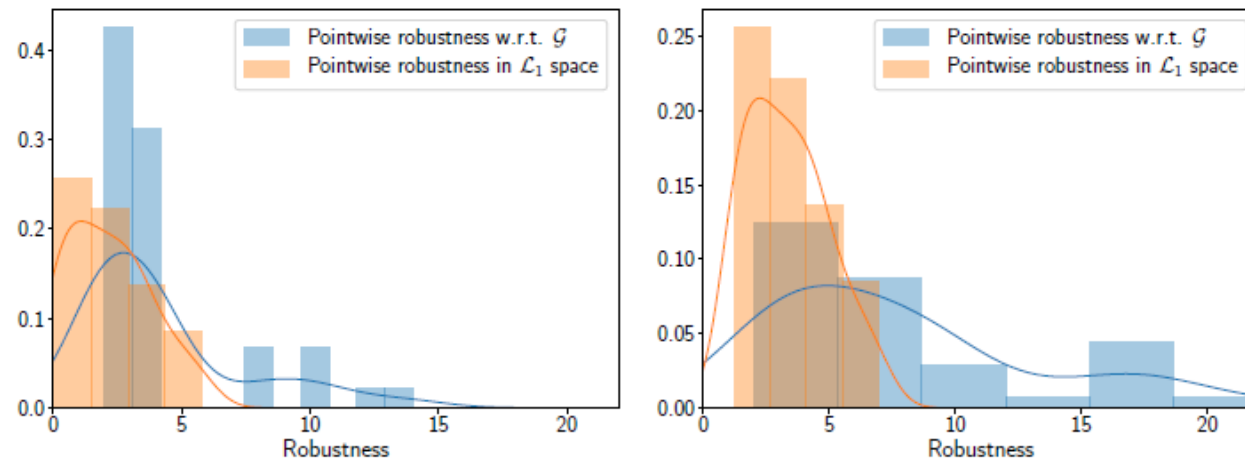 Pointwise robustness w.r.t. 𝒢
Pointwise robustness in ℒ₁ space
0.4
0.3
0.2
0.1
0.0
0 5 10 15 20
Robustness
Pointwise robustness w.r.t. 𝒢
Pointwise robustness in ℒ₁ space
0.25
0.20
0.15
0.10
0.05
0.00
0 5 10 15 20
Robustness